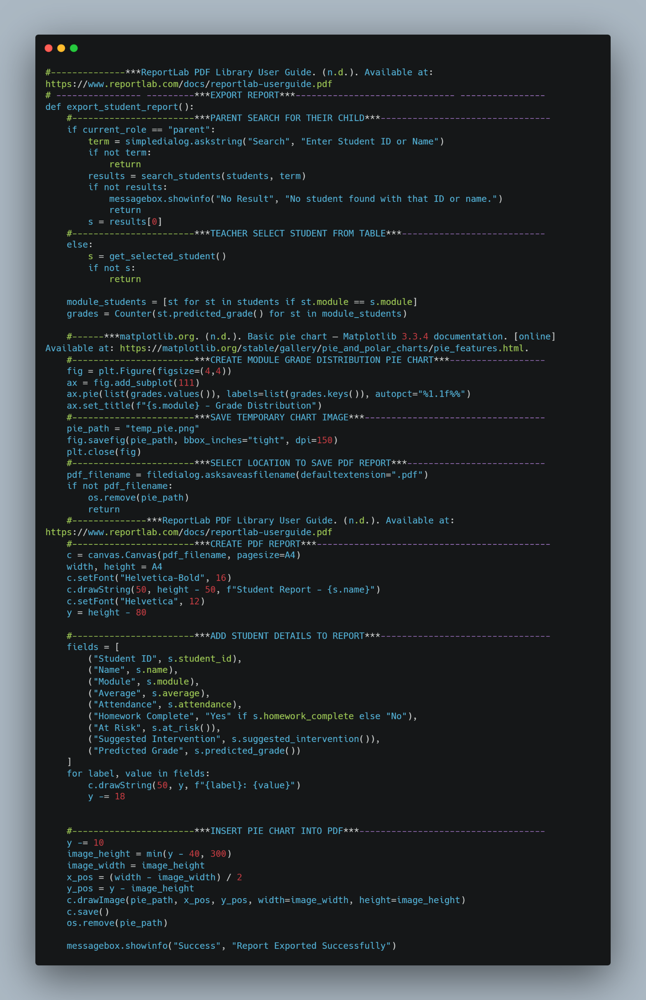 #--------------***ReportLab PDF Library User Guide. (n.d.). Available at:
https://www.reportlab.com/docs/reportlab-userguide.pdf
# ---------------- ---------***EXPORT REPORT***------------------------------ ----------------
def export_student_report():
    #-----------------------***PARENT SEARCH FOR THEIR CHILD***--------------------------------
    if current_role == "parent":
        term = simpledialog.askstring("Search", "Enter Student ID or Name")
        if not term:
            return
        results = search_students(students, term)
        if not results:
            messagebox.showinfo("No Result", "No student found with that ID or name.")
            return
        s = results[0]
    #-----------------------***TEACHER SELECT STUDENT FROM TABLE***---------------------------
    else:
        s = get_selected_student()
        if not s:
            return

    module_students = [st for st in students if st.module == s.module]
    grades = Counter(st.predicted_grade() for st in module_students)

    #------***matplotlib.org. (n.d.). Basic pie chart — Matplotlib 3.3.4 documentation. [online]
Available at: https://matplotlib.org/stable/gallery/pie_and_polar_charts/pie_features.html.
    #-----------------------***CREATE MODULE GRADE DISTRIBUTION PIE CHART***------------------
    fig = plt.Figure(figsize=(4,4))
    ax = fig.add_subplot(111)
    ax.pie(list(grades.values()), labels=list(grades.keys()), autopct="%1.1f%%")
    ax.set_title(f"{s.module} - Grade Distribution")
    #-----------------------***SAVE TEMPORARY CHART IMAGE***----------------------------------
    pie_path = "temp_pie.png"
    fig.savefig(pie_path, bbox_inches="tight", dpi=150)
    plt.close(fig)
    #-----------------------***SELECT LOCATION TO SAVE PDF REPORT***--------------------------
    pdf_filename = filedialog.asksaveasfilename(defaultextension=".pdf")
    if not pdf_filename:
        os.remove(pie_path)
        return
    #--------------***ReportLab PDF Library User Guide. (n.d.). Available at:
https://www.reportlab.com/docs/reportlab-userguide.pdf
    #-----------------------***CREATE PDF REPORT***--------------------------------------------
    c = canvas.Canvas(pdf_filename, pagesize=A4)
    width, height = A4
    c.setFont("Helvetica-Bold", 16)
    c.drawString(50, height - 50, f"Student Report - {s.name}")
    c.setFont("Helvetica", 12)
    y = height - 80

    #-----------------------***ADD STUDENT DETAILS TO REPORT***--------------------------------
    fields = [
        ("Student ID", s.student_id),
        ("Name", s.name),
        ("Module", s.module),
        ("Average", s.average),
        ("Attendance", s.attendance),
        ("Homework Complete", "Yes" if s.homework_complete else "No"),
        ("At Risk", s.at_risk()),
        ("Suggested Intervention", s.suggested_intervention()),
        ("Predicted Grade", s.predicted_grade())
    ]
    for label, value in fields:
        c.drawString(50, y, f"{label}: {value}")
        y -= 18

    #-----------------------***INSERT PIE CHART INTO PDF***-----------------------------------
    y -= 10
    image_height = min(y - 40, 300)
    image_width = image_height
    x_pos = (width - image_width) / 2
    y_pos = y - image_height
    c.drawImage(pie_path, x_pos, y_pos, width=image_width, height=image_height)
    c.save()
    os.remove(pie_path)

    messagebox.showinfo("Success", "Report Exported Successfully")